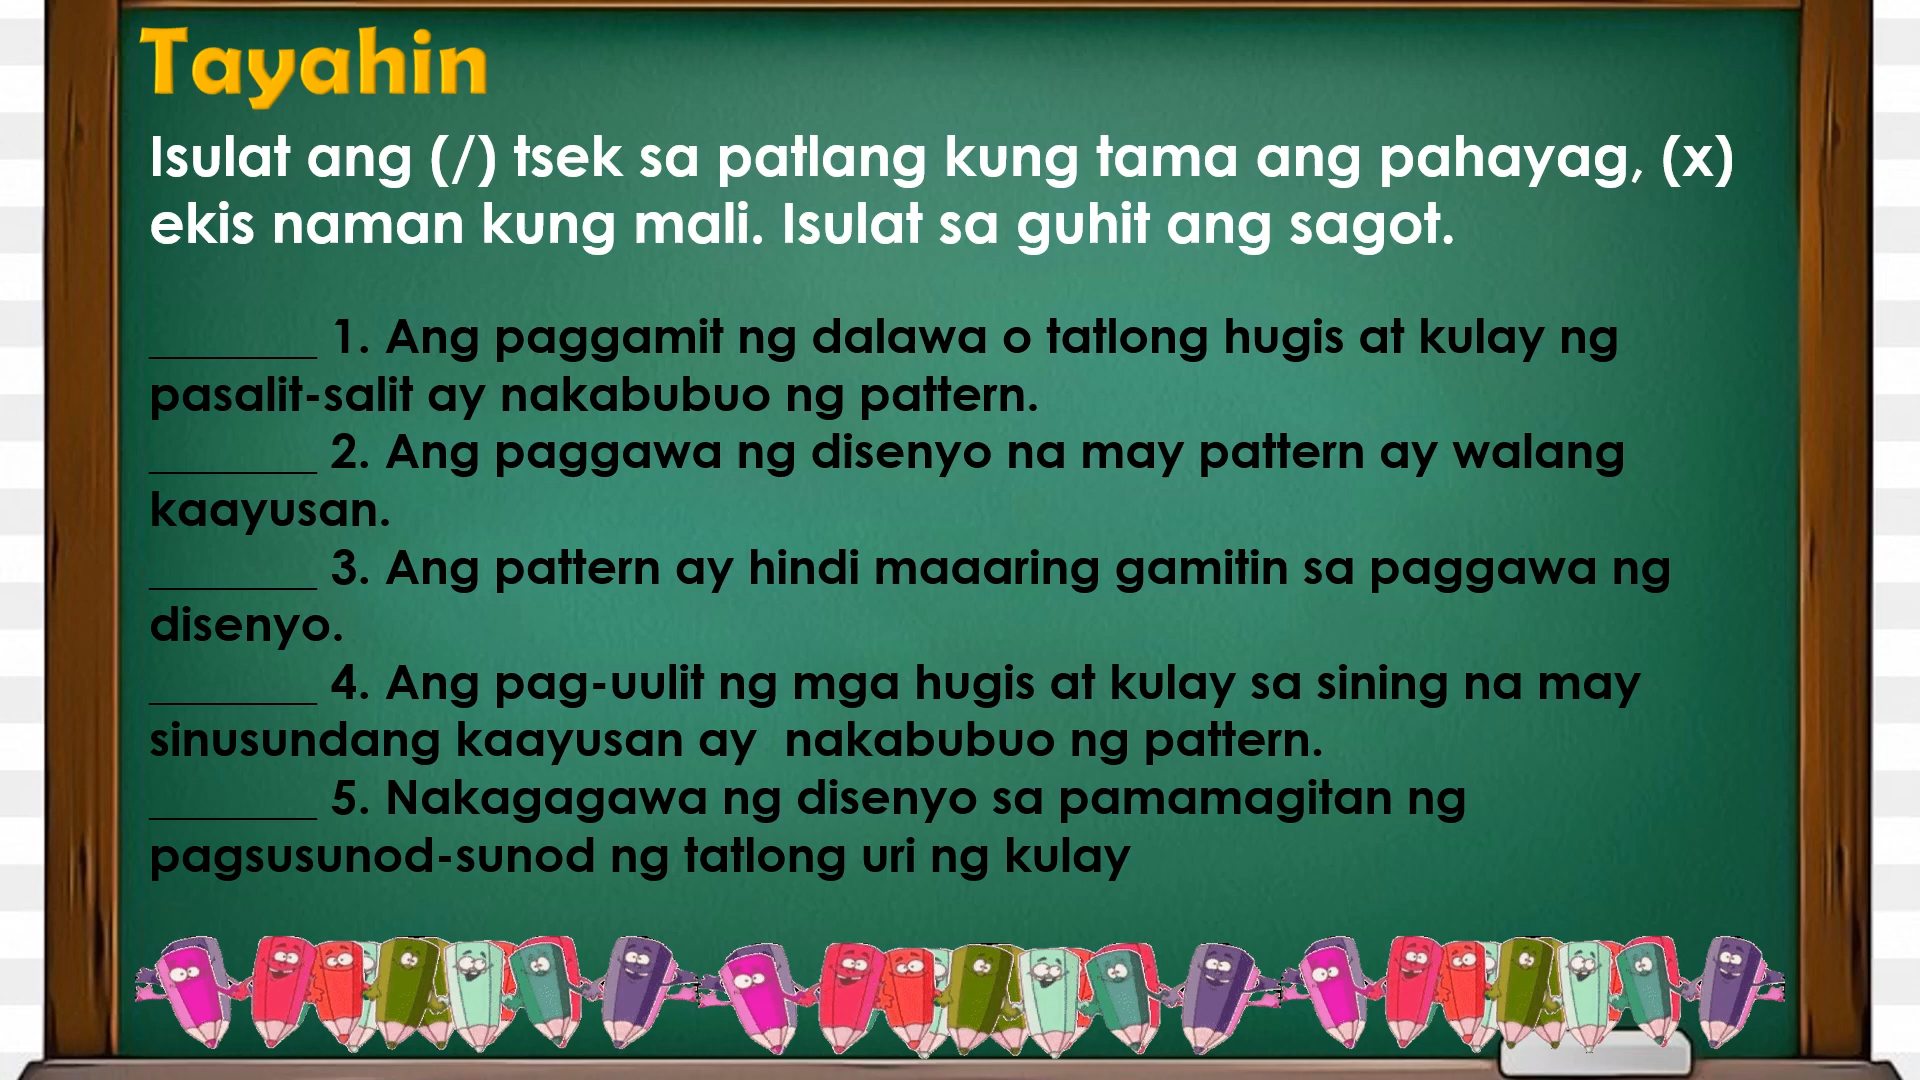 Tayahin
Isulat ang (/) tsek sa patlang kung tama ang pahayag, (x)
ekis naman kung mali. Isulat sa guhit ang sagot.
_______ 1. Ang paggamit ng dalawa o tatlong hugis at kulay ng
pasalit-salit ay nakabubuo ng pattern.
_______ 2. Ang paggawa ng disenyo na may pattern ay walang
kaayusan.
_______ 3. Ang pattern ay hindi maaaring gamitin sa paggawa ng
disenyo.
_______ 4. Ang pag-uulit ng mga hugis at kulay sa sining na may
sinusundang kaayusan ay  nakabubuo ng pattern.
_______ 5. Nakagagawa ng disenyo sa pamamagitan ng
pagsusunod-sunod ng tatlong uri ng kulay